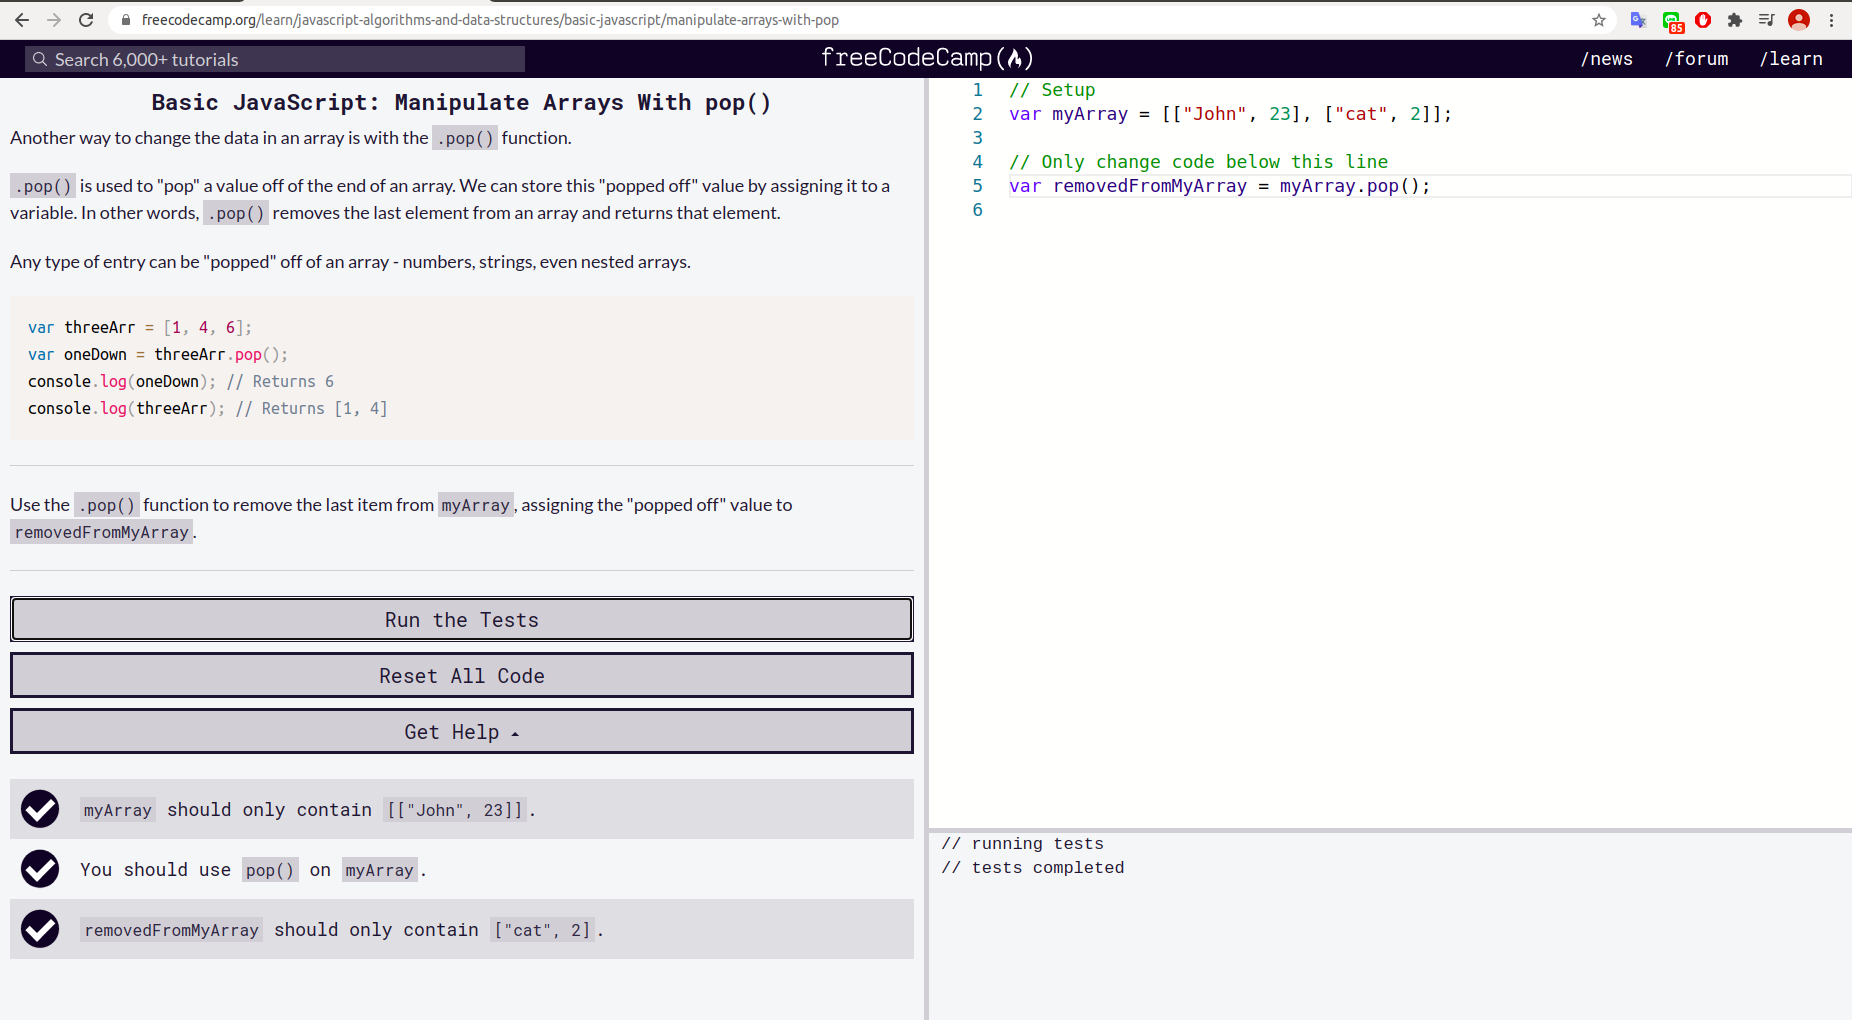 freecodecamp.org/learn/javascript-algorithms-and-data-structures/basic-javascript/manipulate-arrays-with-pop
85
Search 6,000+ tutorials
freeCodeCamp
/news
/forum
/learn
Basic JavaScript: Manipulate Arrays With pop()
Another way to change the data in an array is with the .pop() function.
.pop() is used to "pop" a value off of the end of an array. We can store this "popped off" value by assigning it to a
variable. In other words, .pop() removes the last element from an array and returns that element.
Any type of entry can be "popped" off of an array - numbers, strings, even nested arrays.
var threeArr = [1, 4, 6];
var oneDown = threeArr.pop();
console.log(oneDown); // Returns 6
console.log(threeArr); // Returns [1, 4]
Use the .pop() function to remove the last item from myArray, assigning the "popped off" value to
removedFromMyArray.
Run the Tests
Reset All Code
Get Help
myArray should only contain [["John", 23]].
You should use pop() on myArray.
removedFromMyArray should only contain ["cat", 2].
1 // Setup
2 var myArray = [["John", 23], ["cat", 2]];
3
4 // Only change code below this line
5 var removedFromMyArray = myArray.pop();
6
// running tests
// tests completed